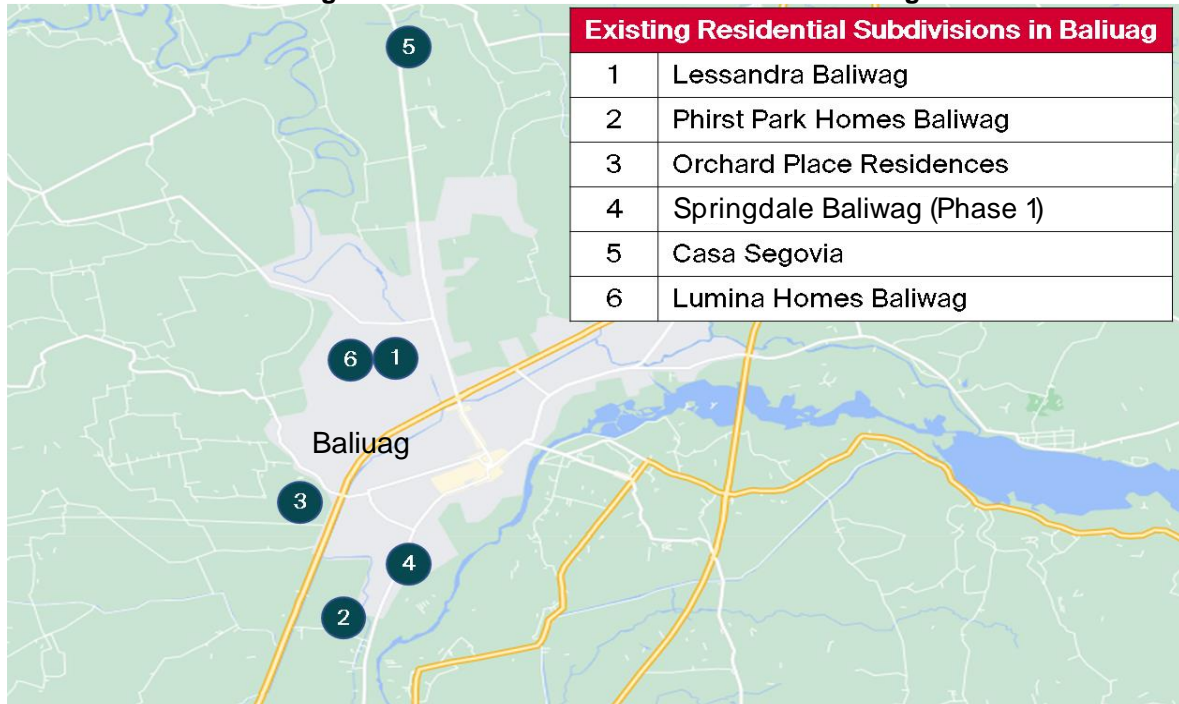 Existing Residential Subdivisions in Baliuag
1 Lessandra Baliwag
2 Phirst Park Homes Baliwag
3 Orchard Place Residences
4 Springdale Baliwag (Phase 1)
5 Casa Segovia
6 Lumina Homes Baliwag
5
6 1
Baliuag
3
4
2